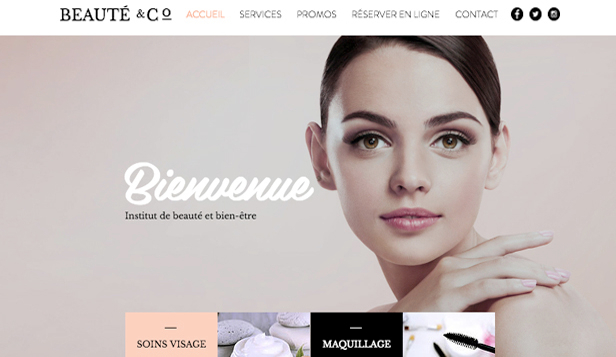 BEAUTÉ &CO ACCUEIL SERVICES PROMOS RÉSERVER EN LIGNE CONTACT
Bienvenue
Institut de beauté et bien-être
SOINS VISAGE MAQUILLAGE